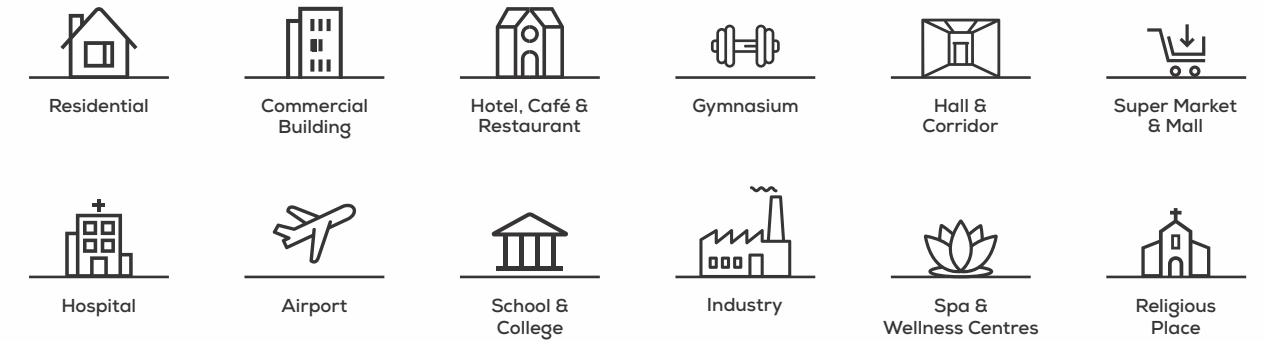 Residential
Commercial
Building
Hotel, Café &
Restaurant
Gymnasium
Hall &
Corridor
Super Market
& Mall
Hospital
Airport
School &
College
Industry
Spa &
Wellness Centres
Religious
Place